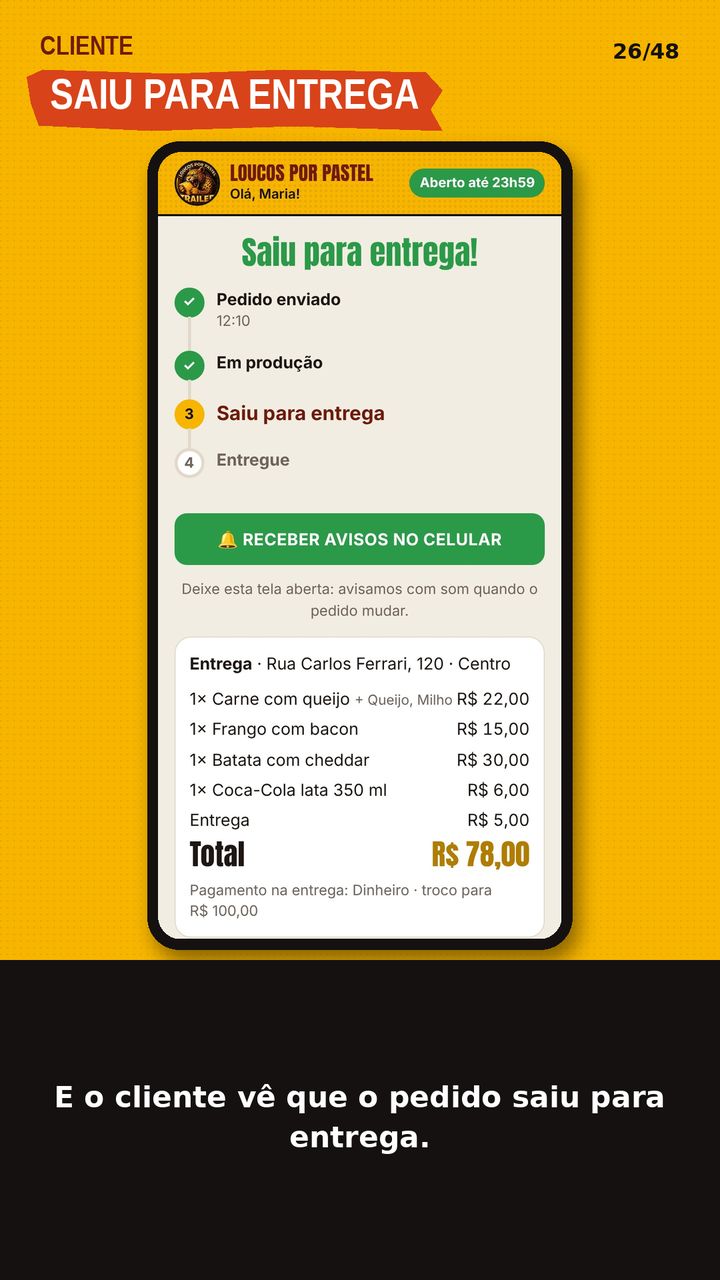 CLIENTE
26/48
SAIU PARA ENTREGA
LOUCOS POR PASTEL
TRAILER
LOUCOS POR PASTEL
Olá, Maria!
Aberto até 23h59
Saiu para entrega!
Pedido enviado
12:10
Em produção
3 Saiu para entrega
4 Entregue
🔔 RECEBER AVISOS NO CELULAR
Deixe esta tela aberta: avisamos com som quando o
pedido mudar.
Entrega · Rua Carlos Ferrari, 120 · Centro
1× Carne com queijo + Queijo, Milho R$ 22,00
1× Frango com bacon R$ 15,00
1× Batata com cheddar R$ 30,00
1× Coca-Cola lata 350 ml R$ 6,00
Entrega R$ 5,00
Total R$ 78,00
Pagamento na entrega: Dinheiro · troco para
R$ 100,00
E o cliente vê que o pedido saiu para
entrega.